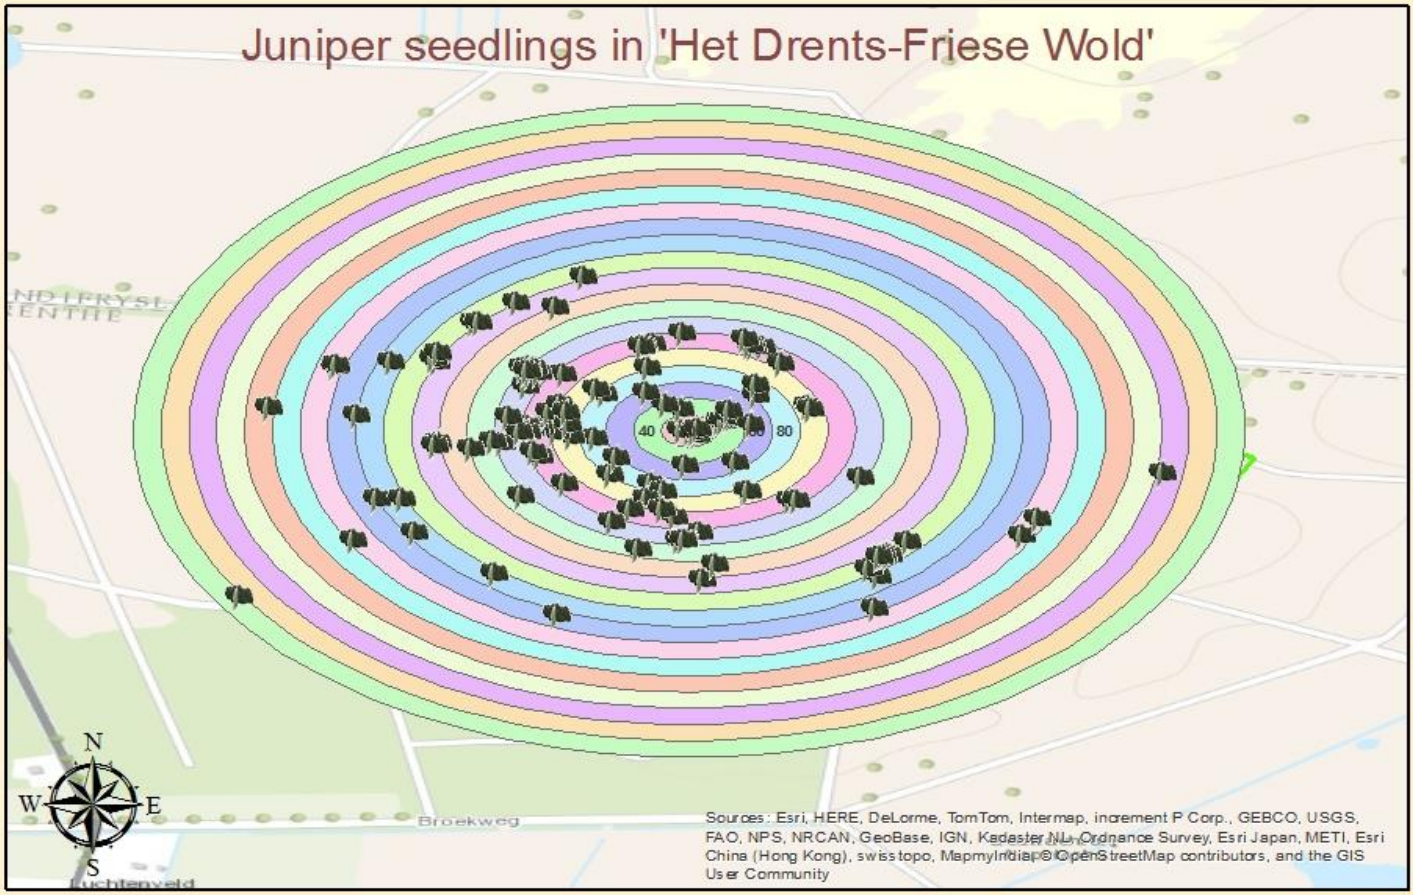 Juniper seedlings in 'Het Drents-Friese Wold'
RENTHE
40
80
N
W
E
S
Broekweg
Luchtenveld
Sources: Esri, HERE, DeLorme, TomTom, Intermap, increment P Corp., GEBCO, USGS,
FAO, NPS, NRCAN, GeoBase, IGN, Kadaster NL, Ordnance Survey, Esri Japan, METI, Esri
China (Hong Kong), swisstopo, MapmyIndia, © OpenStreetMap contributors, and the GIS
User Community